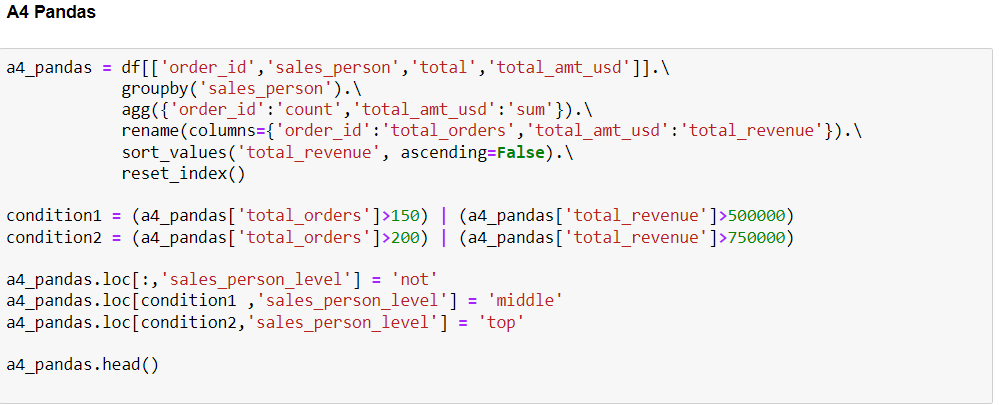 A4 Pandas
a4_pandas = df[['order_id','sales_person','total','total_amt_usd']].\
            groupby('sales_person').\
            agg({'order_id':'count','total_amt_usd':'sum'}).\
            rename(columns={'order_id':'total_orders','total_amt_usd':'total_revenue'}).\
            sort_values('total_revenue', ascending=False).\
            reset_index()
condition1 = (a4_pandas['total_orders']>150) | (a4_pandas['total_revenue']>500000)
condition2 = (a4_pandas['total_orders']>200) | (a4_pandas['total_revenue']>750000)
a4_pandas.loc[:,'sales_person_level'] = 'not'
a4_pandas.loc[condition1 ,'sales_person_level'] = 'middle'
a4_pandas.loc[condition2,'sales_person_level'] = 'top'
a4_pandas.head()